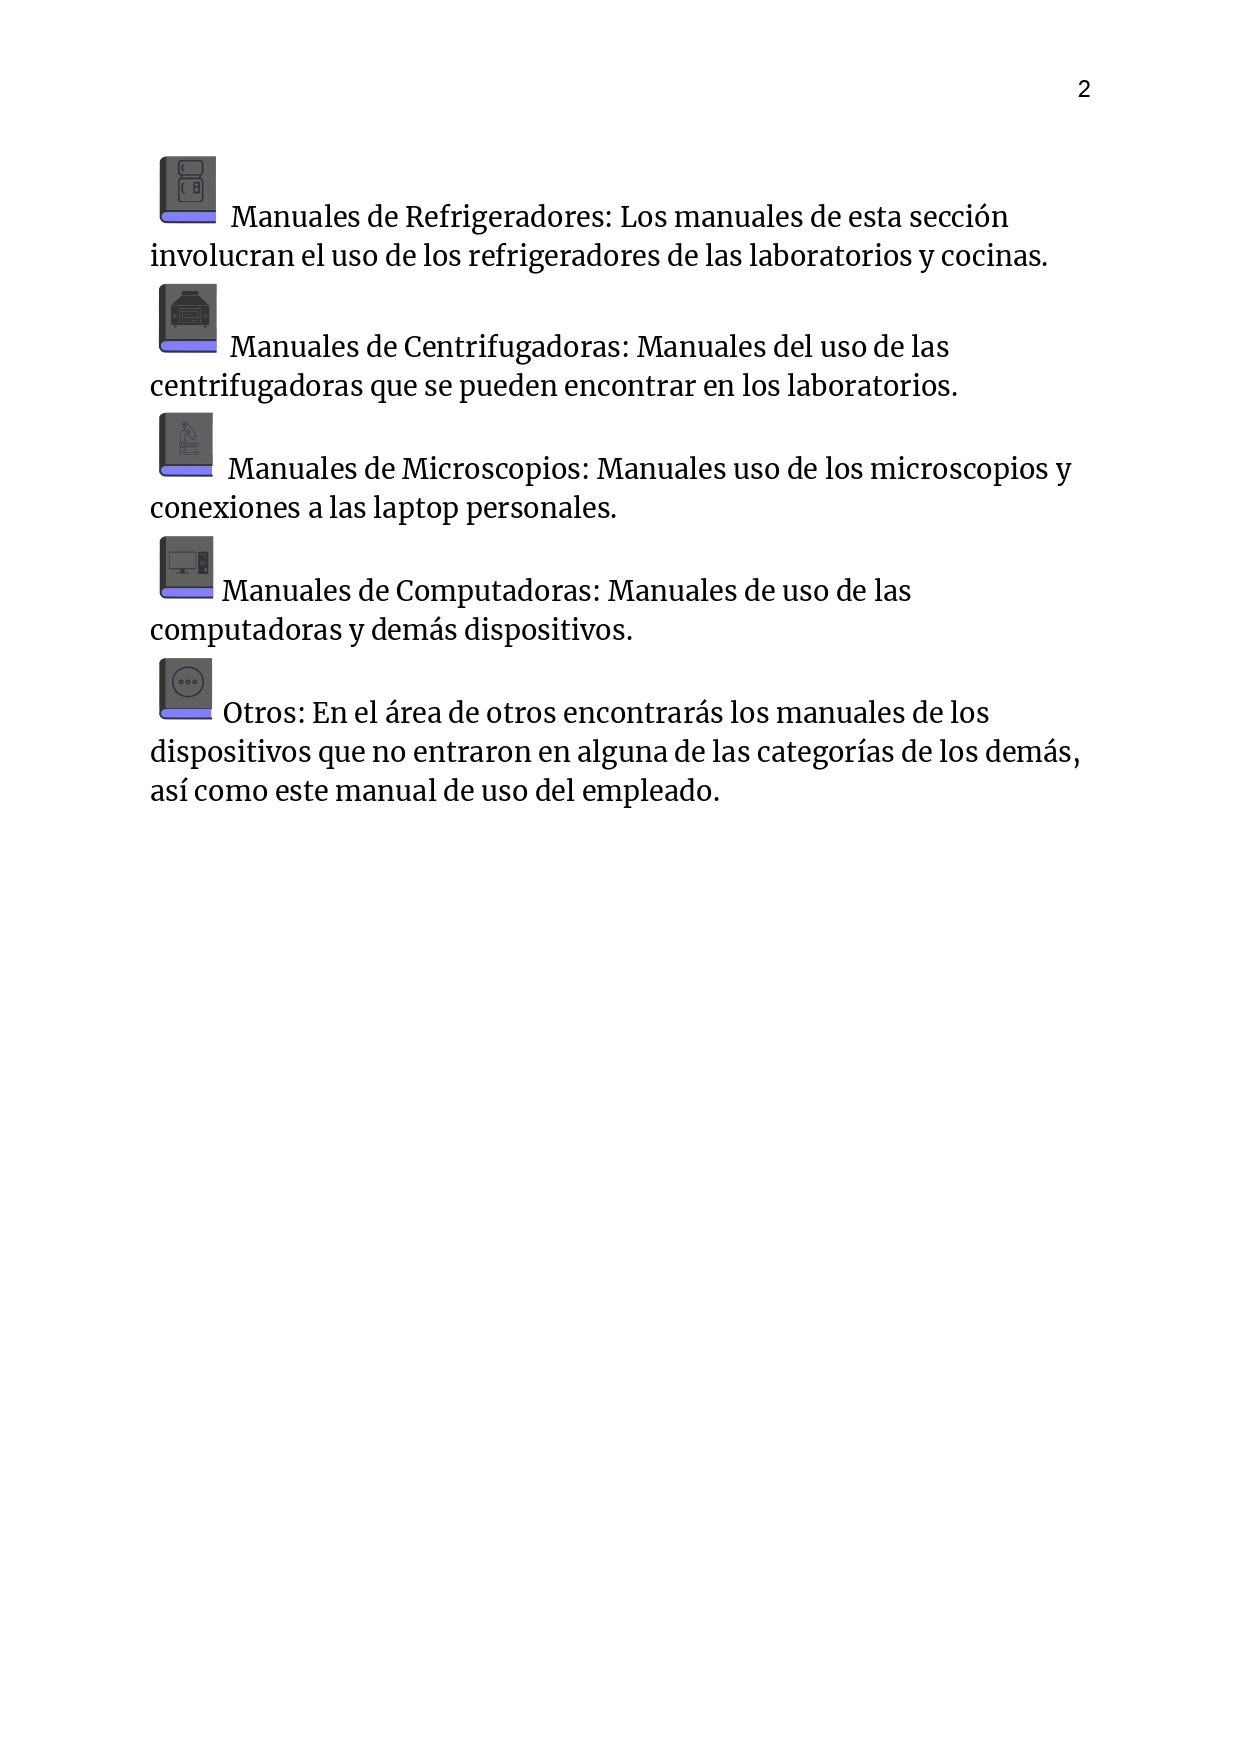 2
Manuales de Refrigeradores: Los manuales de esta sección
involucran el uso de los refrigeradores de las laboratorios y cocinas.
Manuales de Centrifugadoras: Manuales del uso de las
centrifugadoras que se pueden encontrar en los laboratorios.
Manuales de Microscopios: Manuales uso de los microscopios y
conexiones a las laptop personales.
Manuales de Computadoras: Manuales de uso de las
computadoras y demás dispositivos.
Otros: En el área de otros encontrarás los manuales de los
dispositivos que no entraron en alguna de las categorías de los demás,
así como este manual de uso del empleado.